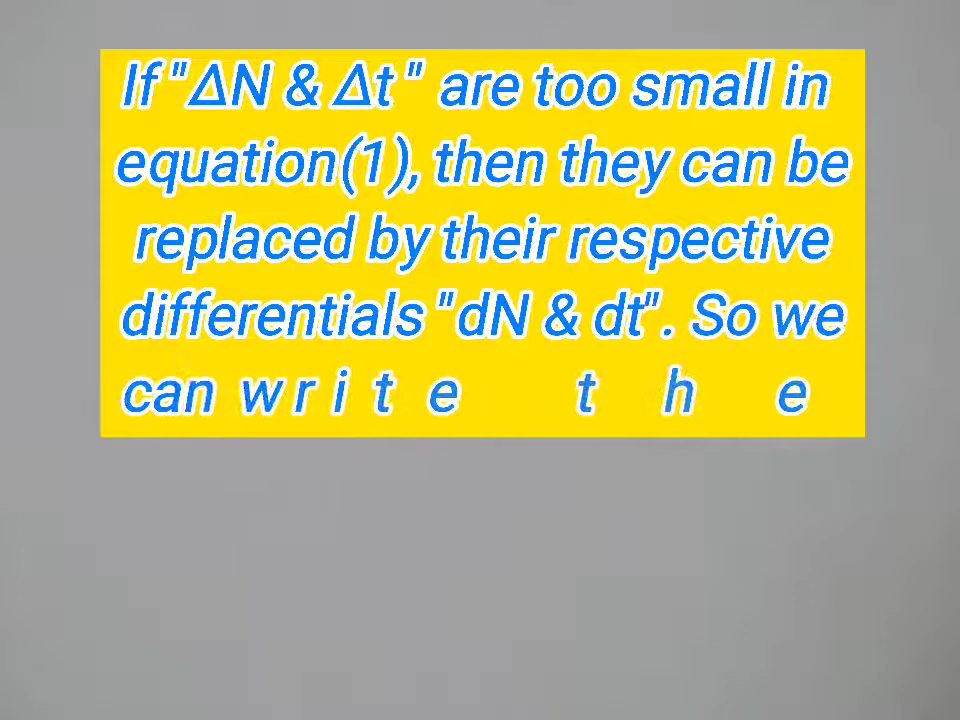 If "ΔN & Δt " are too small in
equation(1), then they can be
replaced by their respective
differentials "dN & dt". So we
can w r i t e t h e